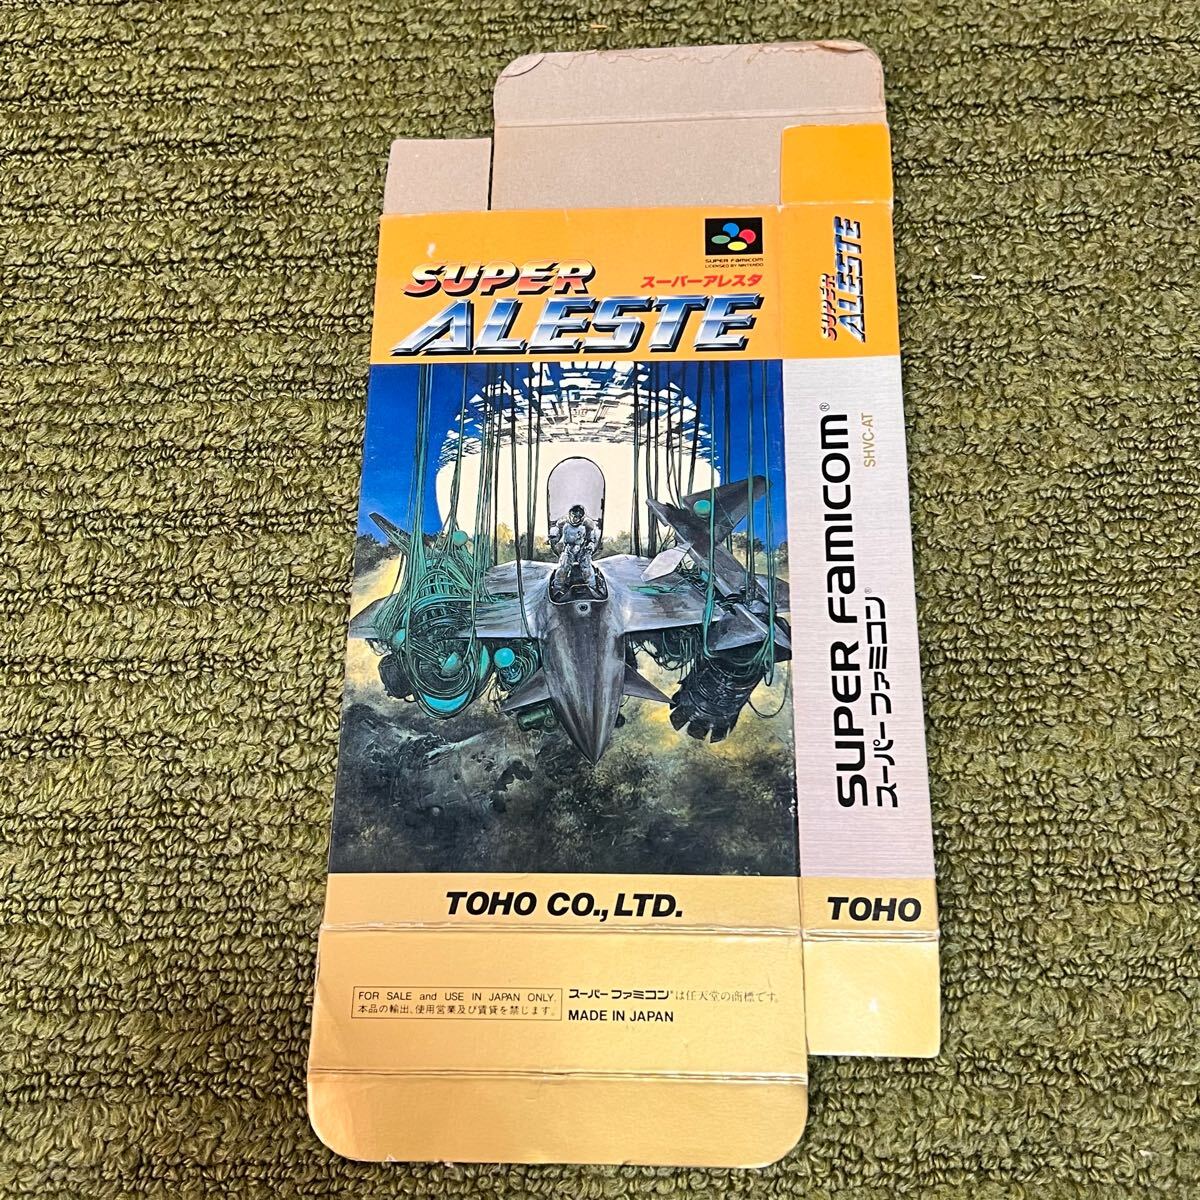 SUPER FAMICOM
LICENSED BY NINTENDO
SUPER
スーパーアレスタ
ALESTE
TOHO CO., LTD.
FOR SALE and USE IN JAPAN ONLY.
本品の輸出、使用営業及び賃貸を禁じます。
スーパーファミコン®は任天堂の商標です。
MADE IN JAPAN
SUPER
ALESTE
SUPER FAMICOM®
スーパーファミコン®
SHVC-AT
TOHO